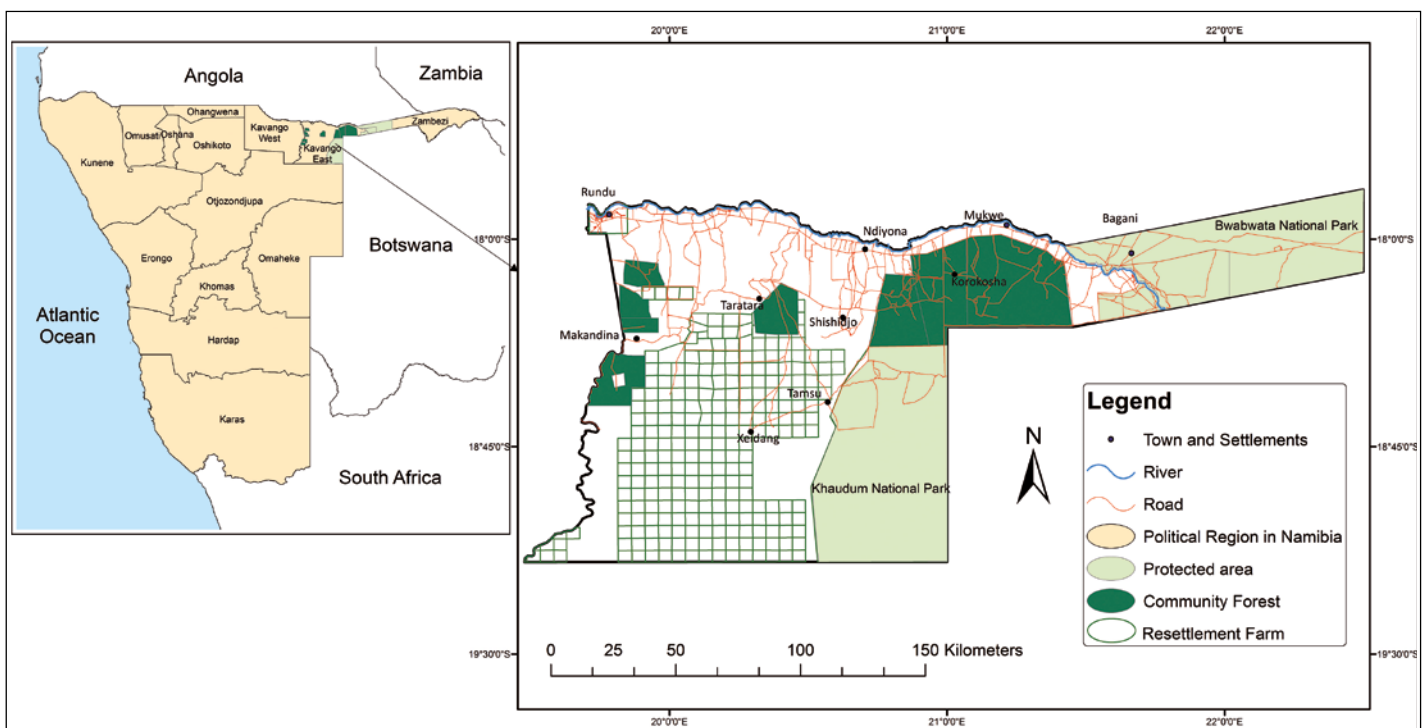 Angola
Zambia
Ohangwena
Omusati
Oshana
Oshikoto
Kavango
West
Kavango
East
Zambezi
Kunene
Otjozondjupa
Botswana
Erongo
Omaheke
Khomas
Atlantic
Ocean
Hardap
Karas
South Africa
20°0'0"E
21°0'0"E
22°0'0"E
18°0'0"S
18°0'0"S
18°45'0"S
18°45'0"S
19°30'0"S
19°30'0"S
Rundu
Ndiyona
Mukwe
Bagani
Bwabwata National Park
Korokosha
Taratara
Shishidjo
Makandina
Tamsu
Xeidang
Khaudum National Park
N
0 25 50 100 150 Kilometers
Legend
Town and Settlements
River
Road
Political Region in Namibia
Protected area
Community Forest
Resettlement Farm
20°0'0"E
21°0'0"E
22°0'0"E